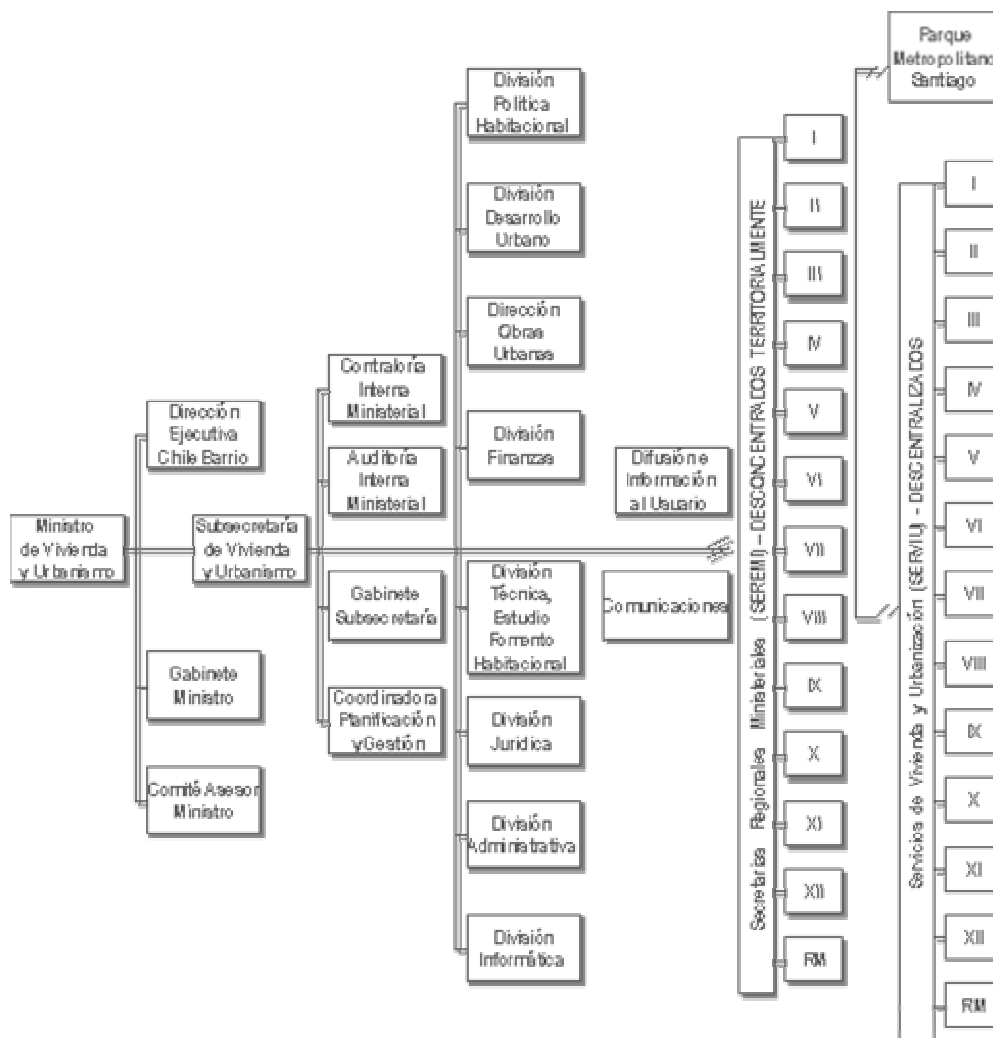 Ministro
de Vivienda
y Urbanismo
Dirección
Ejecutiva
Chile Barrio
Gabinete
Ministro
Comité Asesor
Ministro
Subsecretaría
de Vivienda
y Urbanismo
Contraloría
Interna
Ministerial
Auditoría
Interna
Ministerial
Gabinete
Subsecretaría
Coordinadora
Planificación
y Gestión
División
Política
Habitacional
División
Desarrollo
Urbano
Dirección
Obras
Urbanas
División
Finanzas
División
Técnica,
Estudio
Fomento
Habitacional
División
Jurídica
División
Administrativa
División
Informática
Difusión e
Información
al Usuario
Comunicaciones
Secretarías Regionales Ministeriales (SEREMI) – DESCONCENTRADOS TERRITORIALMENTE
I
II
III
IV
V
VI
VII
VIII
IX
X
XI
XII
RM
Parque
Metropolitano
Santiago
Servicios de Vivienda y Urbanización (SERVIU) - DESCENTRALIZADOS
I
II
III
IV
V
VI
VII
VIII
IX
X
XI
XII
RM